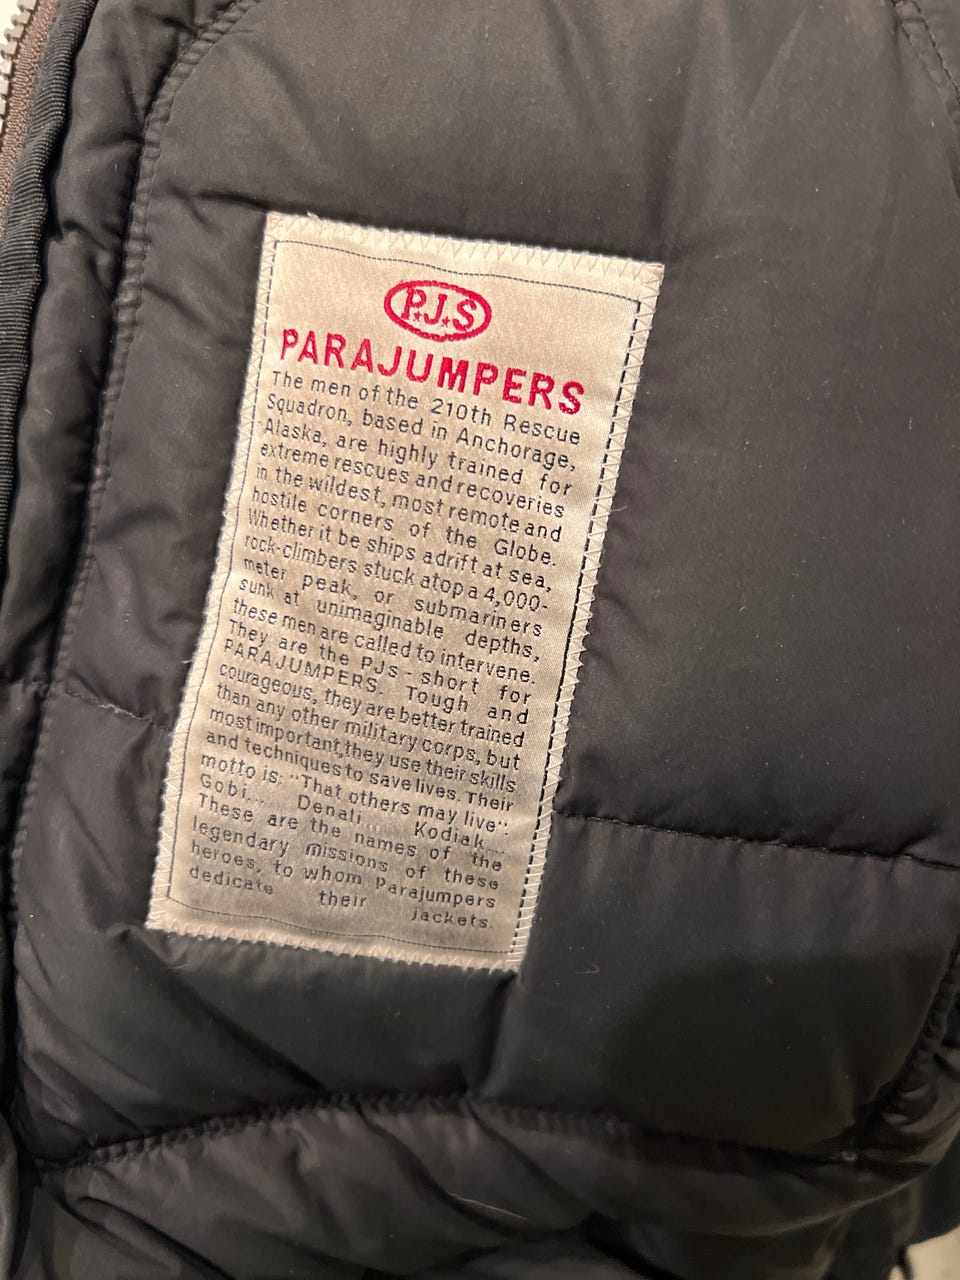 P.J.S
PARAJUMPERS
The men of the 210th Rescue
Squadron, based in Anchorage,
Alaska, are highly trained for
extreme rescues and recoveries
in the wildest, most remote and
hostile corners of the Globe.
Whether it be ships adrift at sea,
rock-climbers stuck atop a 4,000-
meter peak, or submariners
sunk at unimaginable depths,
these men are called to intervene.
They are the PJs - short for
PARAJUMPERS. Tough and
courageous, they are better trained
than any other military corps, but
most important, they use their skills
and techniques to save lives. Their
motto is: "That others may live":
Gobi... Denali... Kodiak...
These are the names of the
legendary missions of these
heroes, to whom Parajumpers
dedicate their jackets.